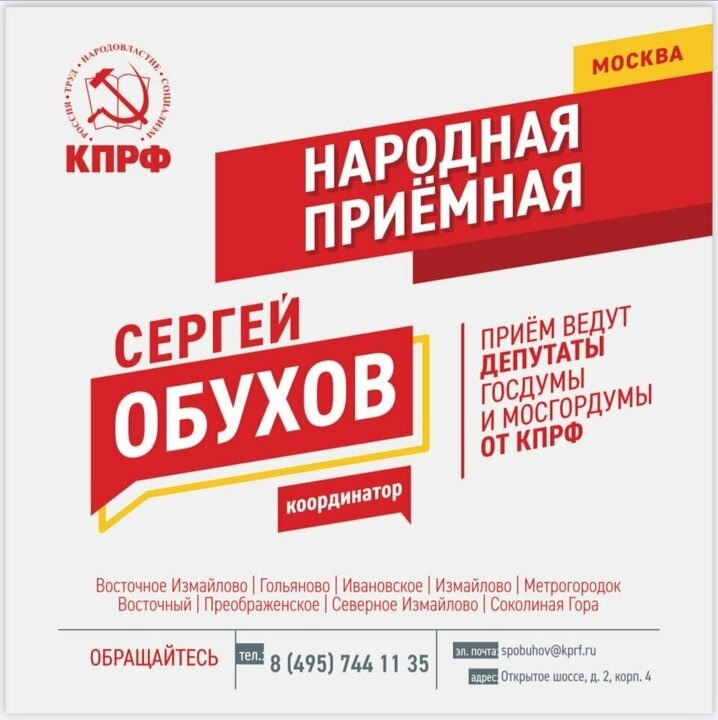 РОССИЯ • ТРУД • НАРОДОВЛАСТИЕ • СОЦИАЛИЗМ •
КПРФ
МОСКВА
НАРОДНАЯ
ПРИЁМНАЯ
СЕРГЕЙ
ОБУХОВ
координатор
ПРИЁМ ВЕДУТ
ДЕПУТАТЫ
ГОСДУМЫ
И МОСГОРДУМЫ
ОТ КПРФ
Восточное Измайлово | Гольяново | Ивановское | Измайлово | Метрогородок
Восточный | Преображенское | Северное Измайлово | Соколиная Гора
ОБРАЩАЙТЕСЬ
тел.: 8 (495) 744 11 35
эл. почта: spobuhov@kprf.ru
адрес: Открытое шоссе, д. 2, корп. 4